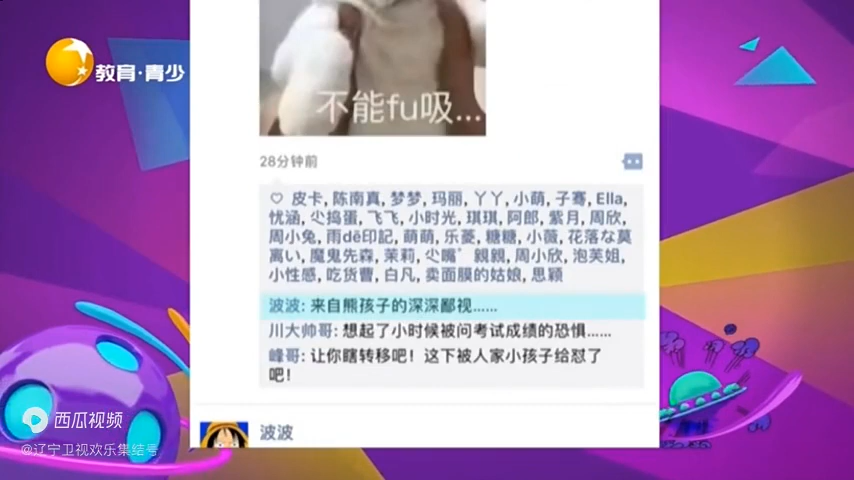 教育·青少
不能fu吸...
28分钟前
皮卡, 陈南真, 梦梦, 玛丽, 丫丫, 小萌, 子骞, Ella,
忧涵, 尐捣蛋, 飞飞, 小时光, 琪琪, 阿郎, 紫月, 周欣,
周小兔, 雨dē印記, 萌萌, 乐菱, 糖糖, 小薇, 花落な莫
离い, 魔鬼先森, 茉莉, 尐嘴゛親親, 周小欣, 泡芙姐,
小性感, 吃货曹, 白凡, 卖面膜的姑娘, 思颖
波波: 来自熊孩子的深深鄙视......
川大帅哥: 想起了小时候被问考试成绩的恐惧......
峰哥: 让你瞎转移吧！这下被人家小孩子给怼了
吧！
波波
西瓜视频
@辽宁卫视欢乐集结号